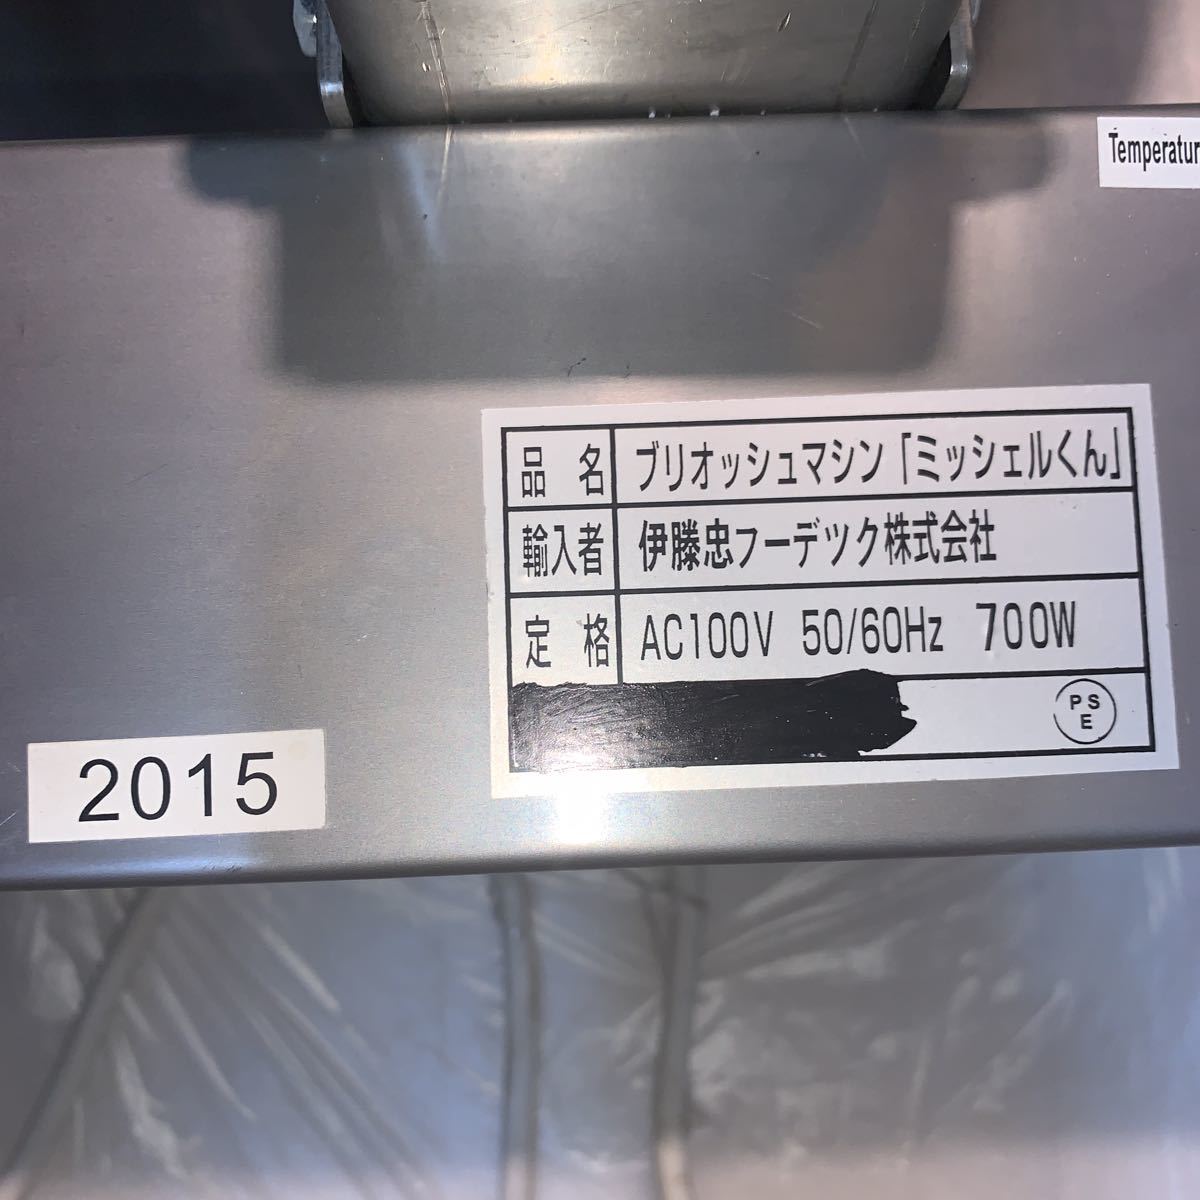 Temperatur
品 名 ブリオッシュマシン「ミッシェルくん」
輸入者 伊藤忠フーデック株式会社
定 格 AC100V 50/60Hz 700W
PS
E
2015